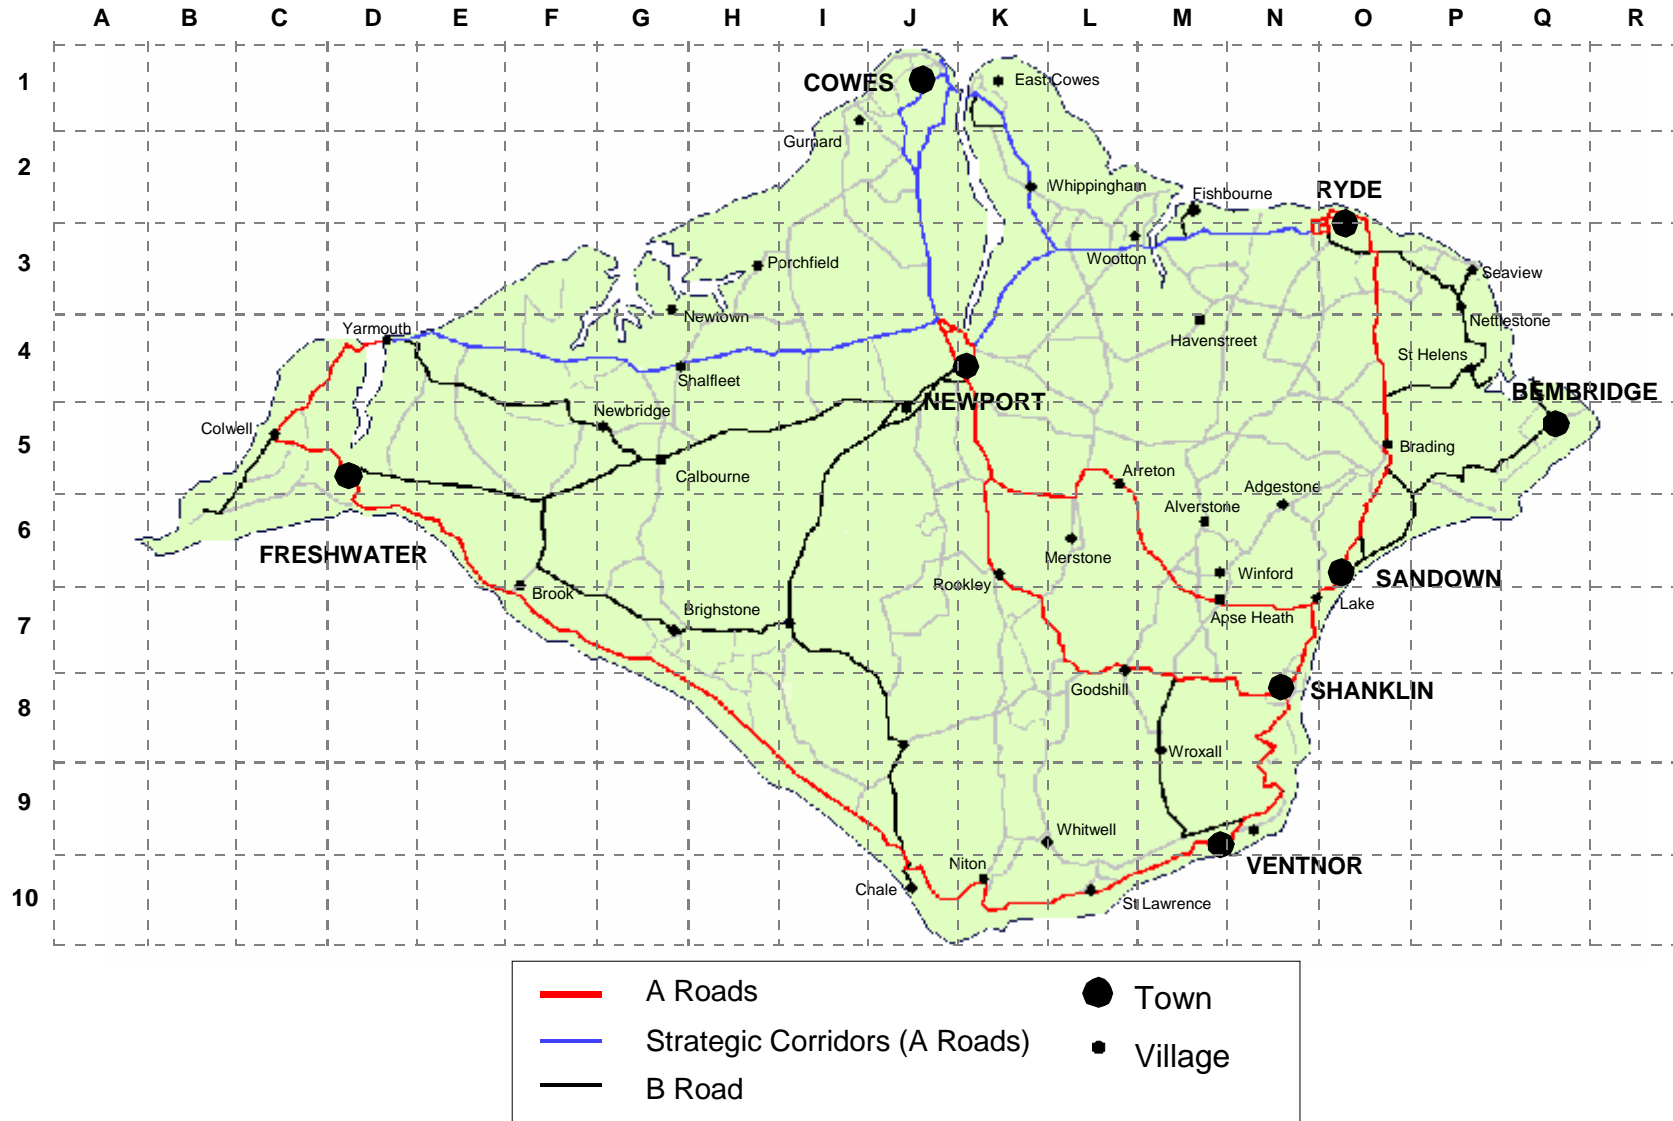 A B C D E F G H I J K L M N O P Q R
1
COWES
East Cowes
Gurnard
2
Whippingham
Fishbourne
RYDE
3
Porchfield
Wootton
Seaview
Newtown
Nettlestone
Yarmouth
4
Havenstreet
St Helens
Shalfleet
BEMBRIDGE
NEWPORT
Newbridge
Colwell
5
Brading
Calbourne
Arreton
Adgestone
Alverstone
6
FRESHWATER
Merstone
Winford
SANDOWN
Rookley
Brook
Lake
Brighstone
Apse Heath
7
Godshill
SHANKLIN
8
Wroxall
9
Whitwell
Niton
VENTNOR
Chale
10
St Lawrence
A Roads
Town
Strategic Corridors (A Roads)
Village
B Road